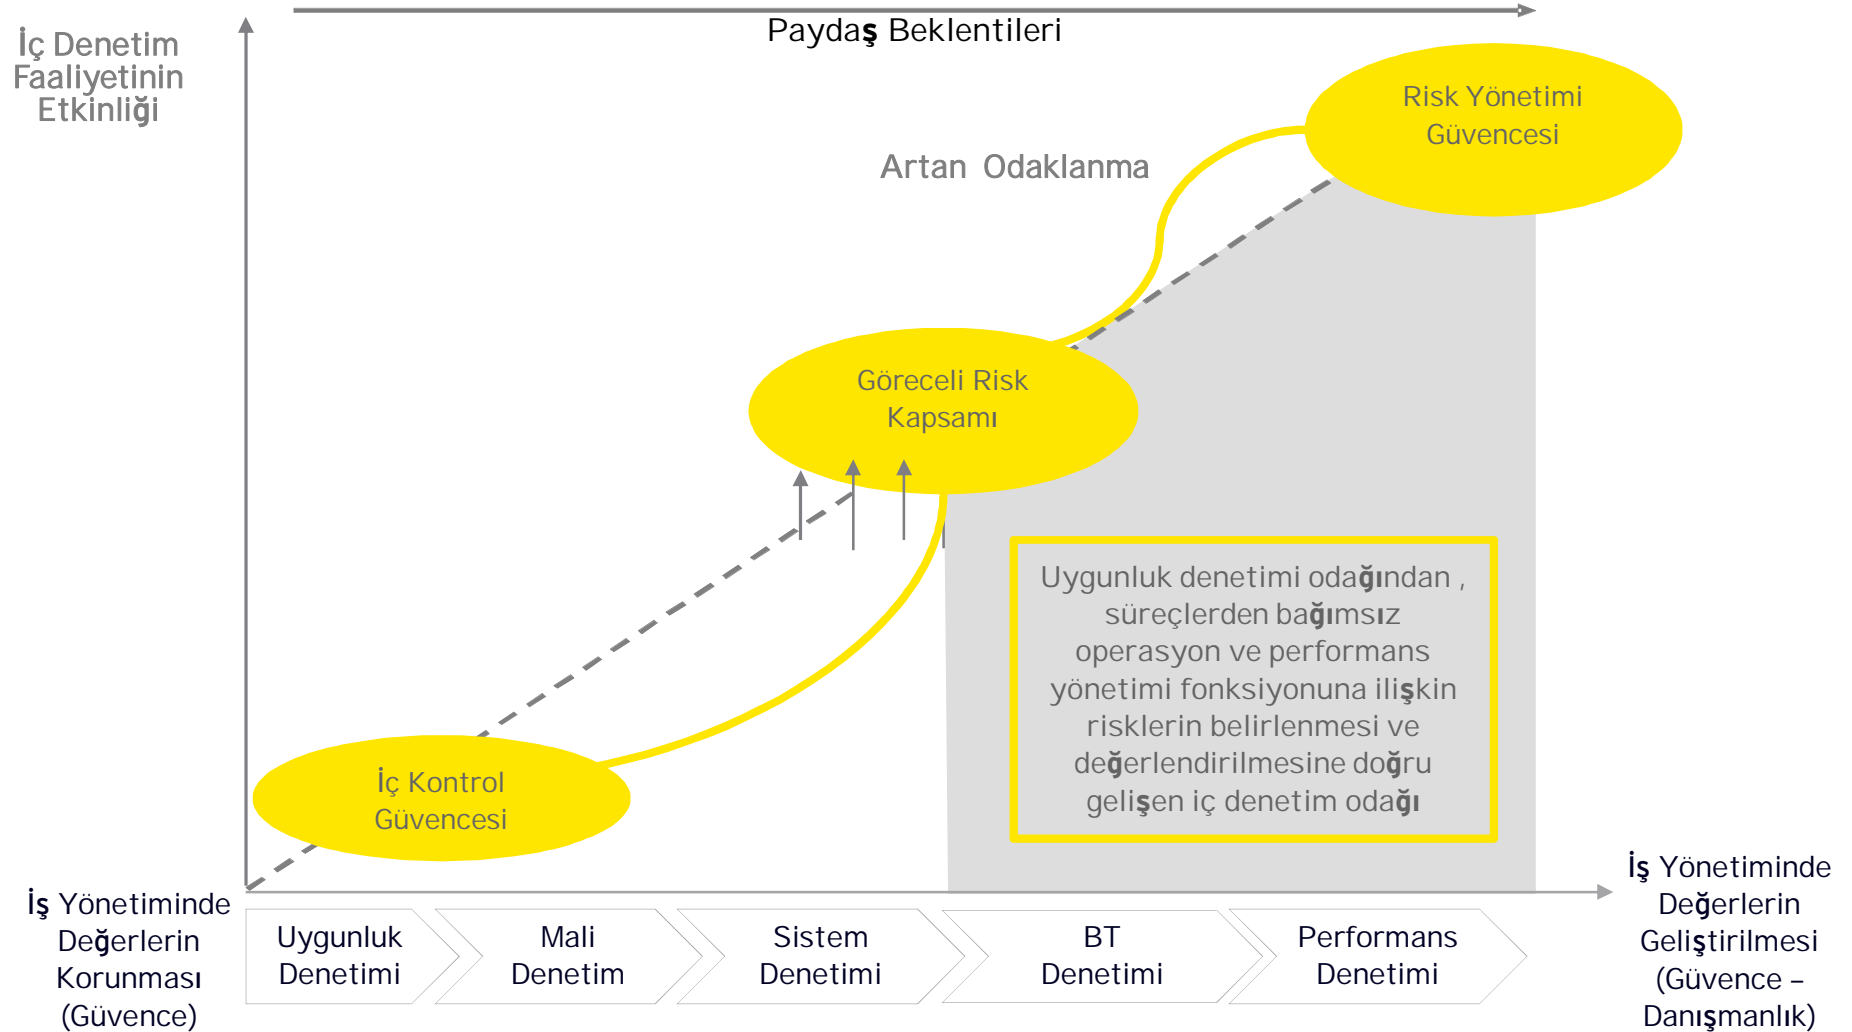 Paydaş Beklentileri
İç Denetim
Faaliyetinin
Etkinliği
Risk Yönetimi
Güvencesi
Artan Odaklanma
Göreceli Risk
Kapsamı
Uygunluk denetimi odağından ,
süreçlerden bağımsız
operasyon ve performans
yönetimi fonksiyonuna ilişkin
risklerin belirlenmesi ve
değerlendirilmesine doğru
gelişen iç denetim odağı
İç Kontrol
Güvencesi
İş Yönetiminde
Değerlerin
Korunması
(Güvence)
Uygunluk
Denetimi
Mali
Denetim
Sistem
Denetimi
BT
Denetimi
Performans
Denetimi
İş Yönetiminde
Değerlerin
Geliştirilmesi
(Güvence –
Danışmanlık)